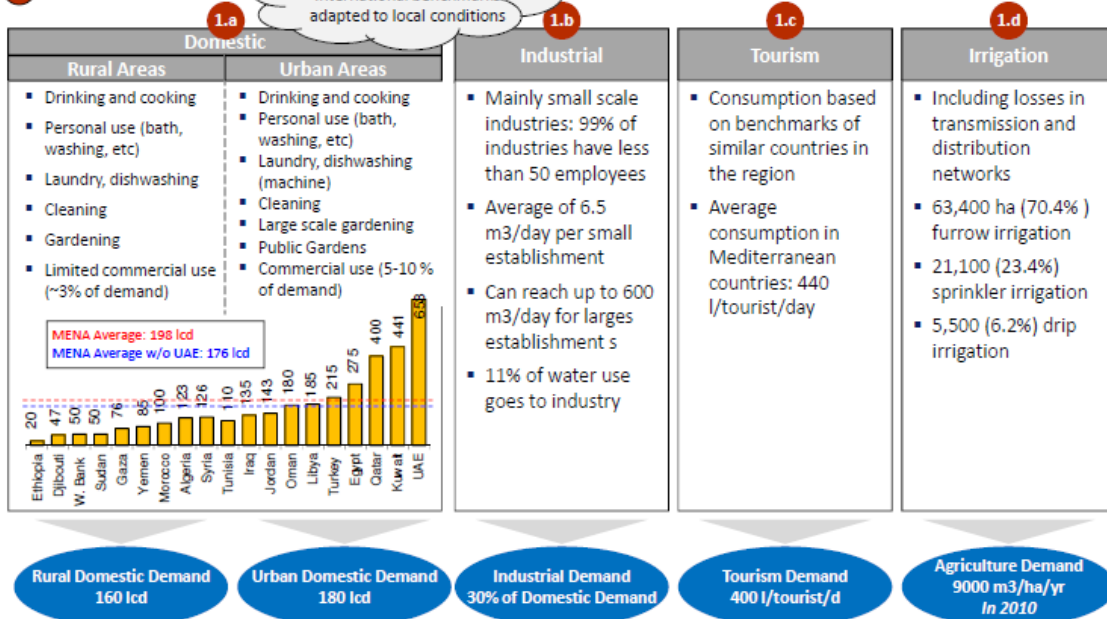 adapted to local conditions
1.a
Domestic
Rural Areas
▪ Drinking and cooking
▪ Personal use (bath,
washing, etc)
▪ Laundry, dishwashing
▪ Cleaning
▪ Gardening
▪ Limited commercial use
(~3% of demand)
Urban Areas
▪ Drinking and cooking
▪ Personal use (bath,
washing, etc)
▪ Laundry, dishwashing
(machine)
▪ Cleaning
▪ Large scale gardening
▪ Public Gardens
▪ Commercial use (5-10 %
of demand)
MENA Average: 198 lcd
MENA Average w/o UAE: 176 lcd
20
47
50
50
76
85
100
123
126
110
135
143
180
185
215
275
400
441
658
Ethiopia
Djibouti
W. Bank
Sudan
Gaza
Yemen
Morocco
Algeria
Syria
Tunisia
Iraq
Jordan
Oman
Libya
Turkey
Egypt
Qatar
Kuwait
UAE
Rural Domestic Demand
160 lcd
Urban Domestic Demand
180 lcd
1.b
Industrial
▪ Mainly small scale
industries: 99% of
industries have less
than 50 employees
▪ Average of 6.5
m3/day per small
establishment
▪ Can reach up to 600
m3/day for larges
establishment s
▪ 11% of water use
goes to industry
Industrial Demand
30% of Domestic Demand
1.c
Tourism
▪ Consumption based
on benchmarks of
similar countries in
the region
▪ Average
consumption in
Mediterranean
countries: 440
l/tourist/day
Tourism Demand
400 l/tourist/d
1.d
Irrigation
▪ Including losses in
transmission and
distribution
networks
▪ 63,400 ha (70.4% )
furrow irrigation
▪ 21,100 (23.4%)
sprinkler irrigation
▪ 5,500 (6.2%) drip
irrigation
Agriculture Demand
9000 m3/ha/yr
In 2010